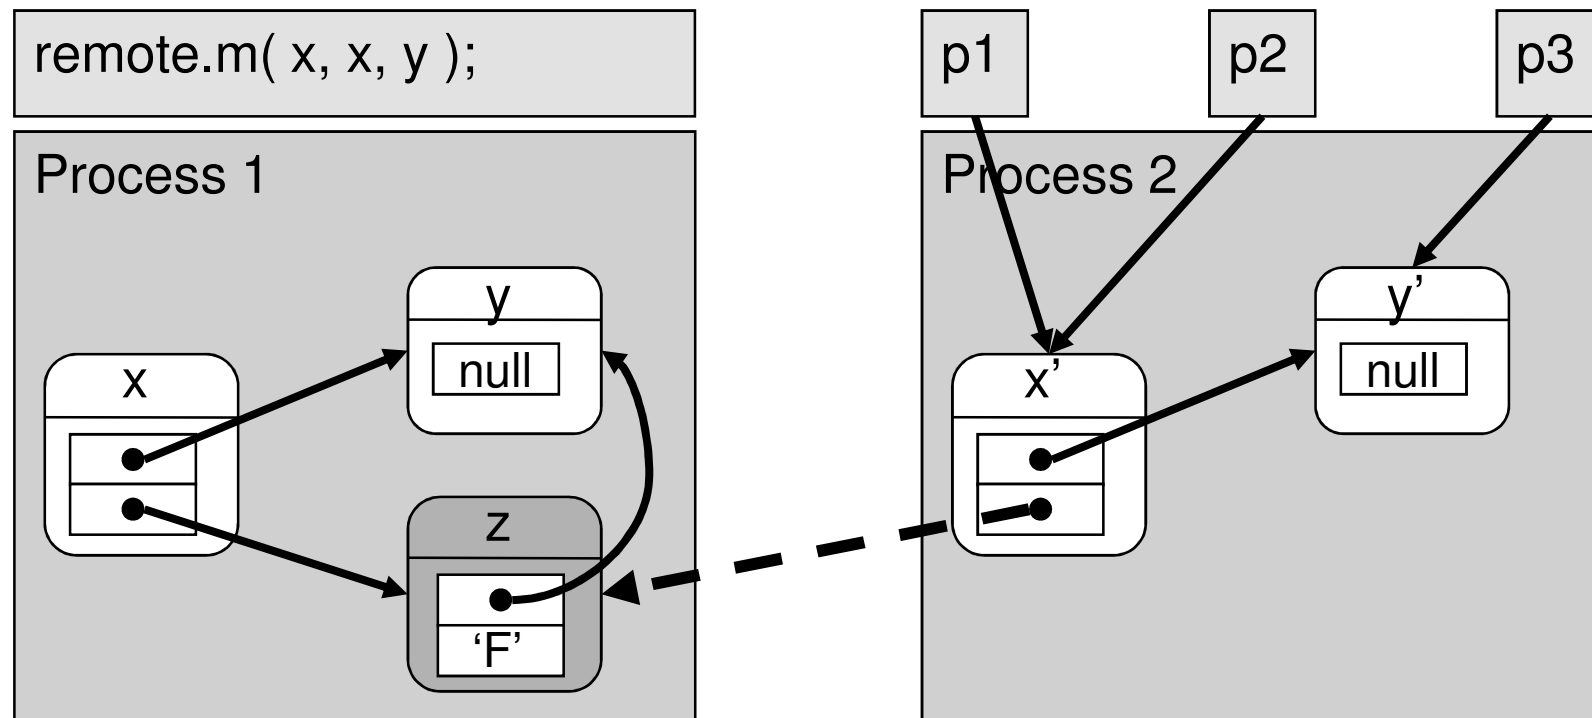 remote.m( x, x, y );
p1
p2
p3
Process 1
Process 2
y
null
x
z
‘F’
y’
null
x’